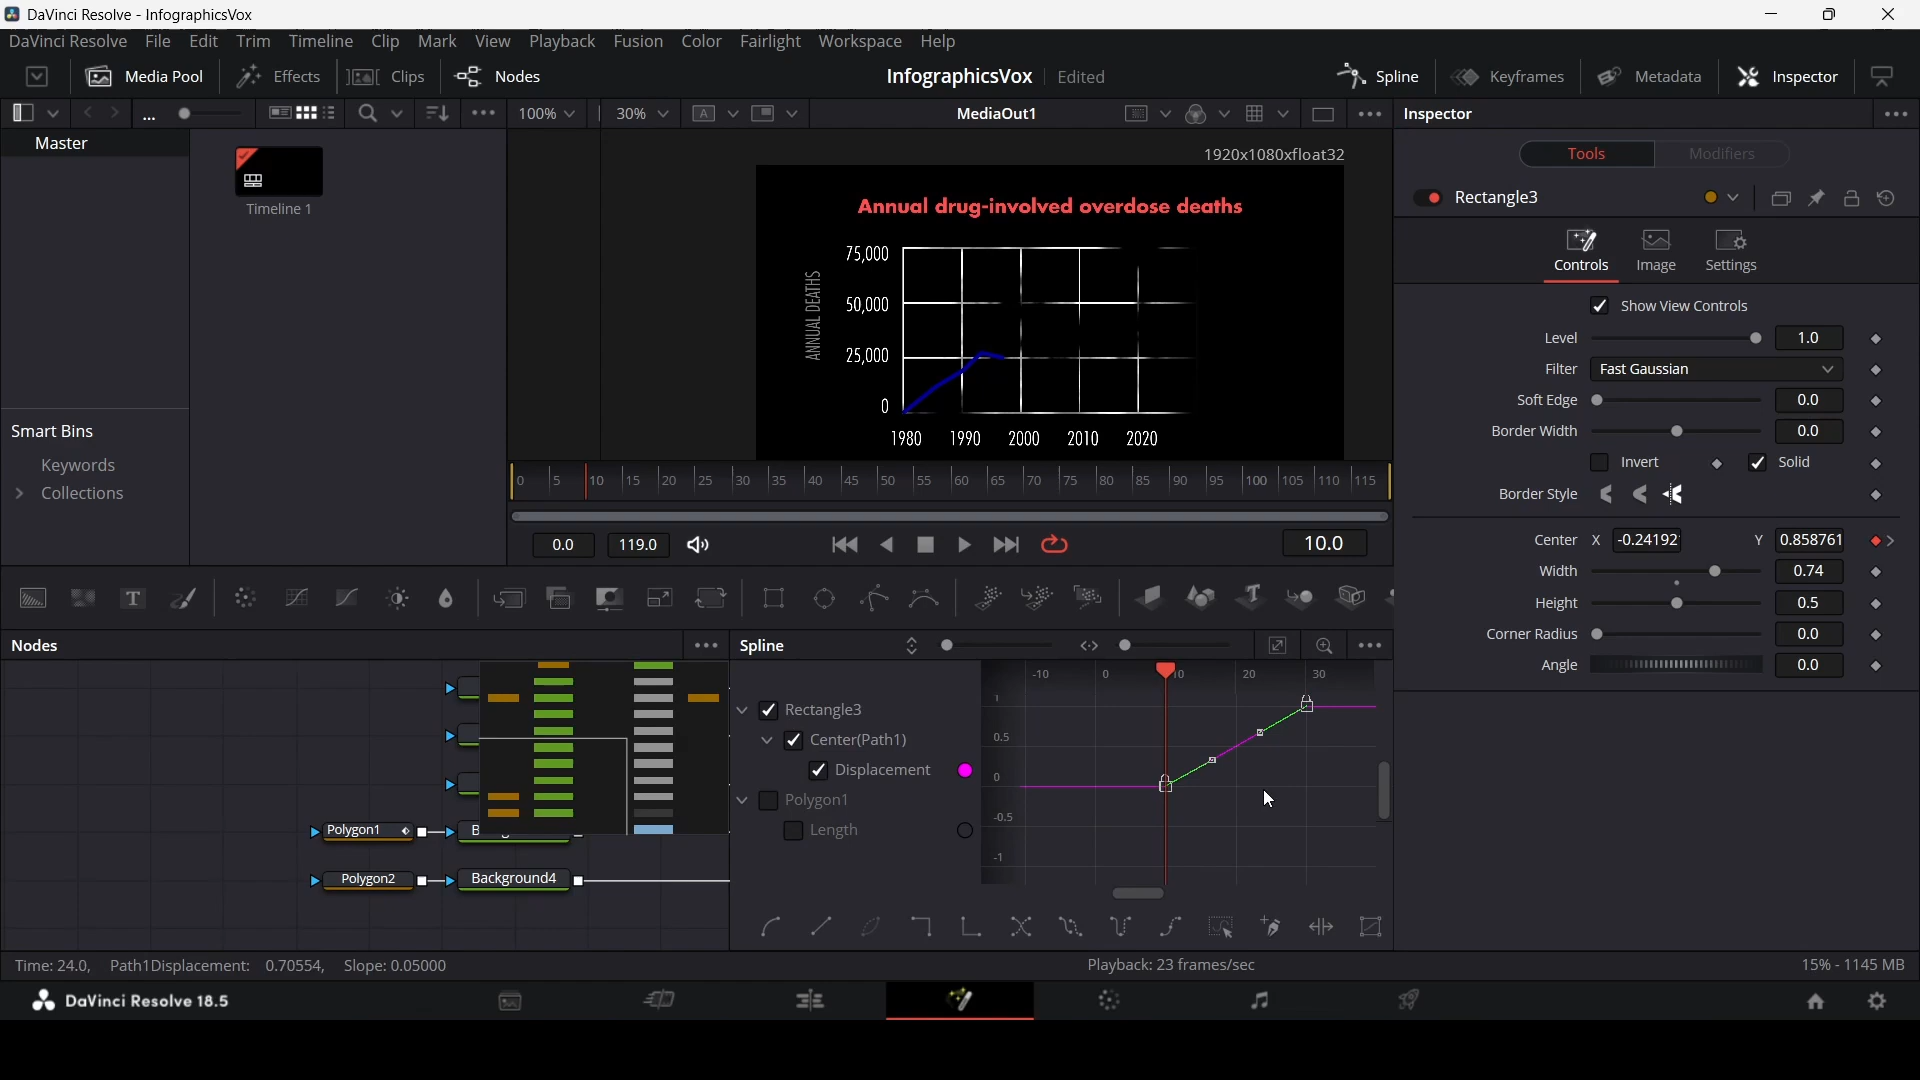 DaVinci Resolve - InfographicsVox
DaVinci Resolve File Edit Trim Timeline Clip Mark View Playback Fusion Color Fairlight Workspace Help
Media Pool Effects Clips Nodes InfographicsVox Edited Spline Keyframes Metadata Inspector
... 100% 30% A MediaOut1 Inspector
Master
Timeline 1
1920x1080xfloat32
Annual drug-involved overdose deaths
75,000
50,000
25,000
0
ANNUAL DEATHS
1980 1990 2000 2010 2020
Tools Modifiers
Rectangle3
Controls Image Settings
Show View Controls
Level 1.0
Filter Fast Gaussian
Soft Edge 0.0
Border Width 0.0
Invert Solid
Border Style
Center X -0.24192 Y 0.858761
Width 0.74
Height 0.5
Corner Radius 0.0
Angle 0.0
Smart Bins
Keywords
Collections
0 5 10 15 20 25 30 35 40 45 50 55 60 65 70 75 80 85 90 95 100 105 110 115
0.0 119.0 10.0
T
Nodes
Spline
-10 0 10 20 30
1
0.5
0
-0.5
-1
Rectangle3
Center(Path1)
Displacement
Polygon1
Length
Polygon1
Polygon2 Background4
Time: 24.0, Path1Displacement: 0.70554, Slope: 0.05000 Playback: 23 frames/sec 15% - 1145 MB
DaVinci Resolve 18.5